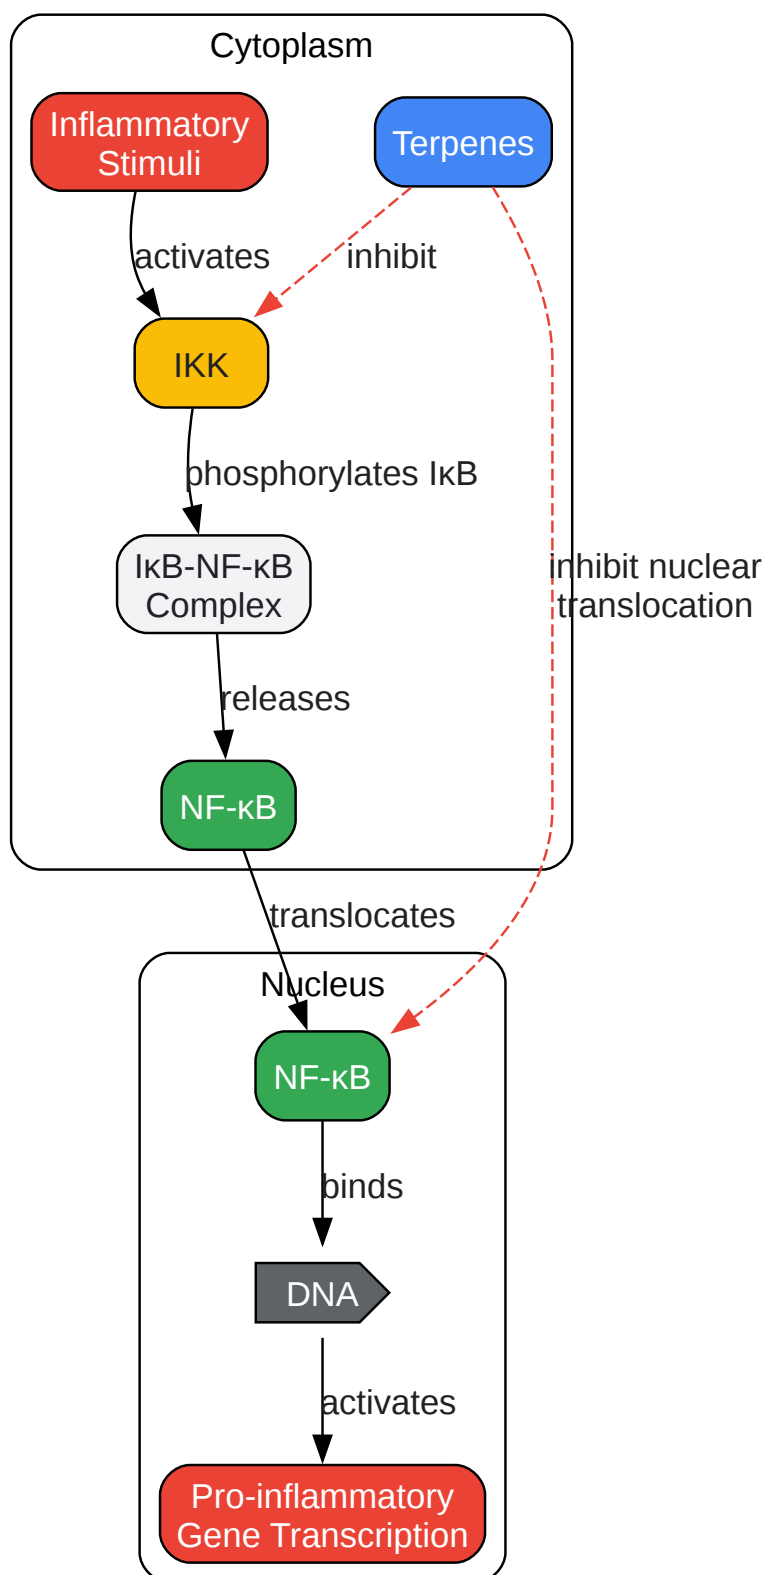 Cytoplasm
Inflammatory
Stimuli
Terpenes
activates
inhibit
IKK
phosphorylates IκB
IκB-NF-κB
Complex
inhibit nuclear
translocation
releases
NF-κB
translocates
Nucleus
NF-κB
binds
DNA
activates
Pro-inflammatory
Gene Transcription